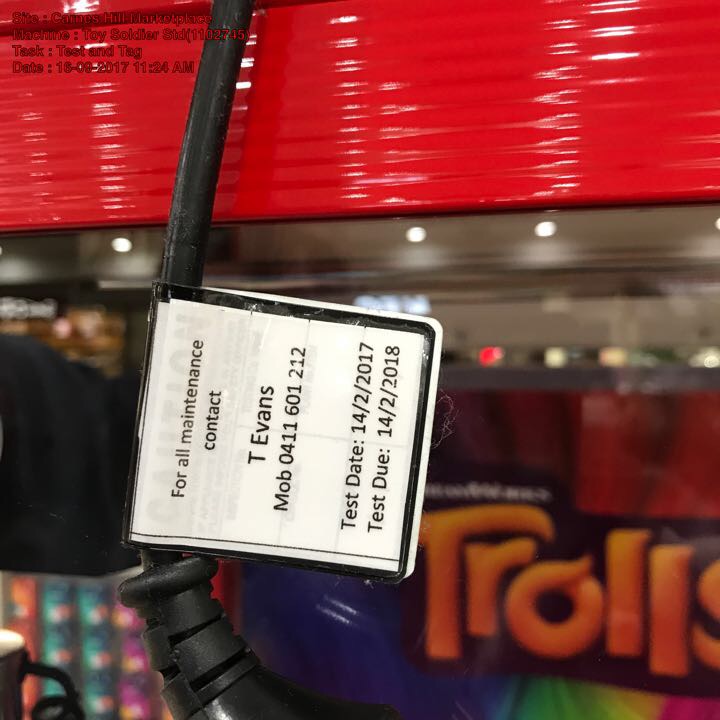 Site : Carnes Hill Marketplace
Machine : Toy Soldier Std(1102745)
Task : Test and Tag
Date : 16-09-2017 11:24 AM
For all maintenance
contact
T Evans
Mob 0411 601 212
Test Date: 14/2/2017
Test Due: 14/2/2018
CAUTION
Trolls